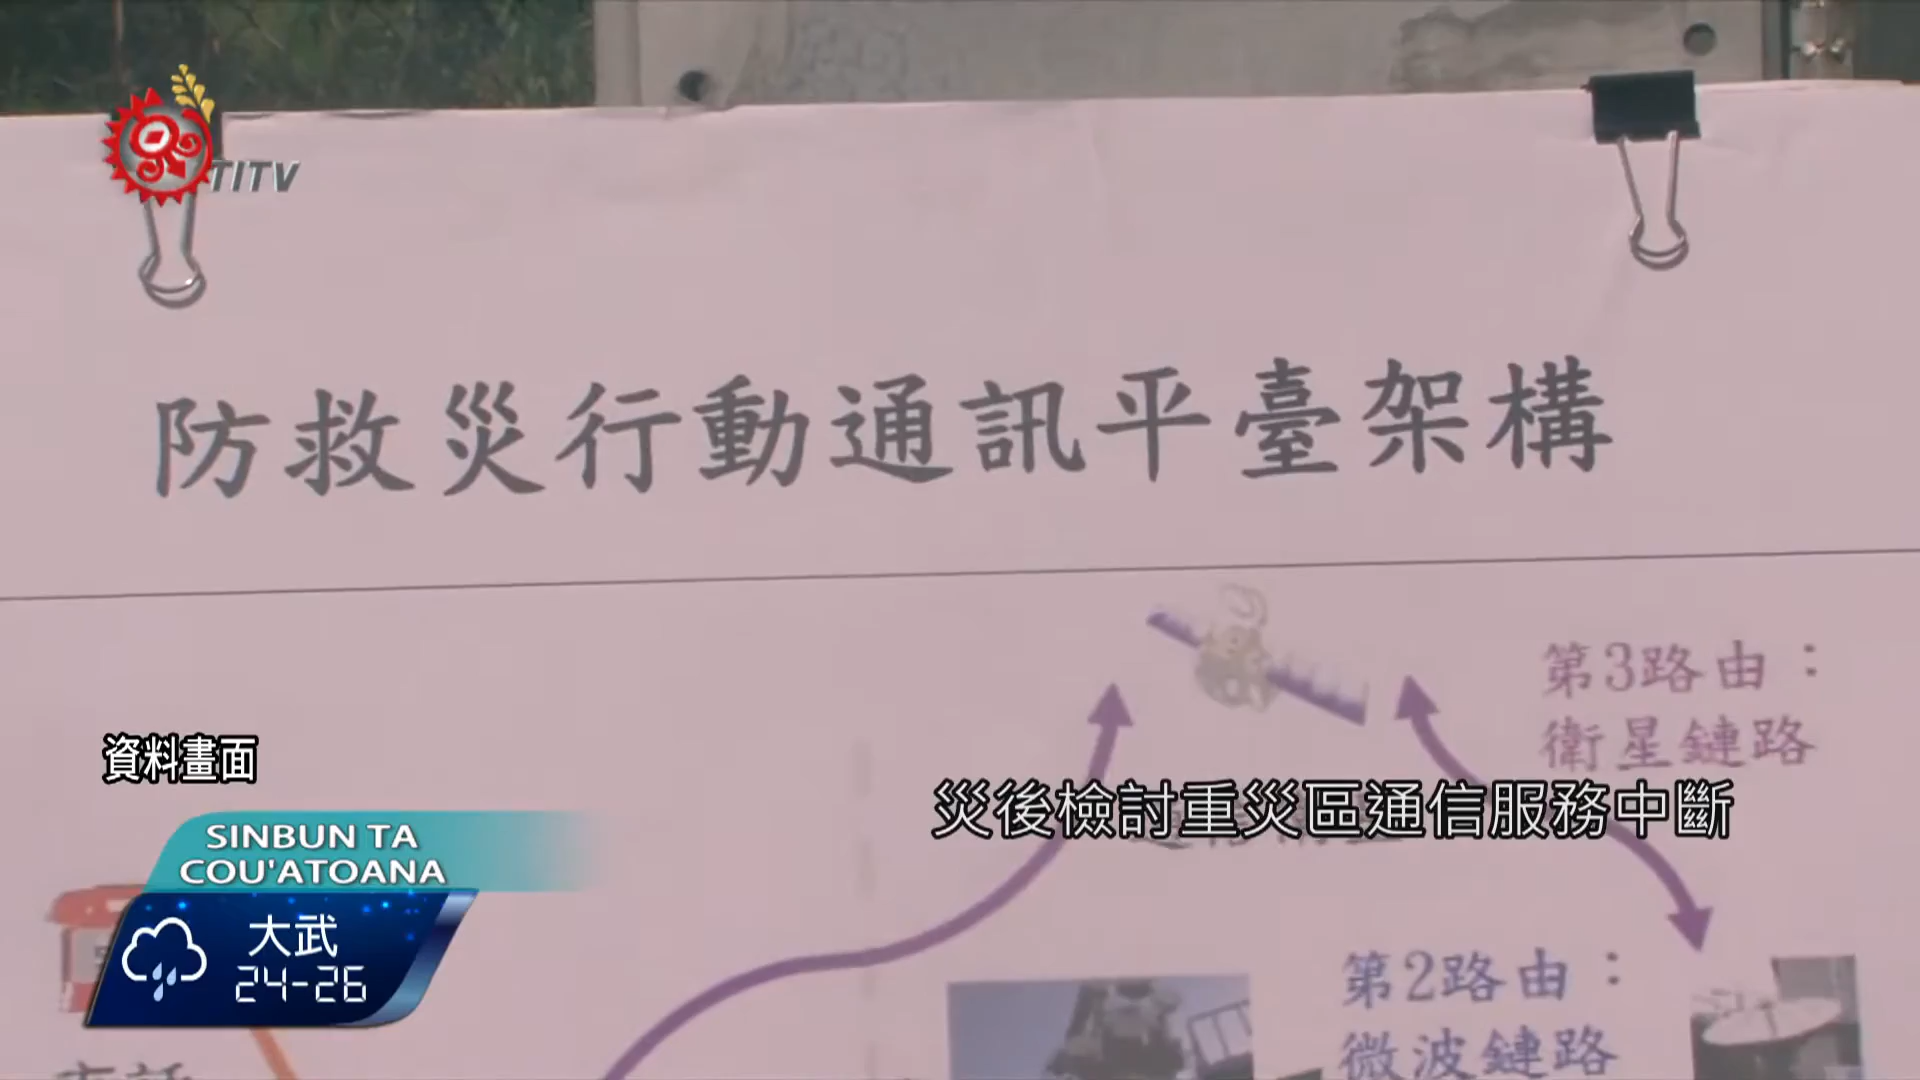 TITV
防救災行動通訊平臺架構
第3路由：
衛星鏈路
資料畫面
災後檢討重災區通信服務中斷
SINBUN TA
COU'ATOANA
大武
24-26
第2路由：
微波鏈路